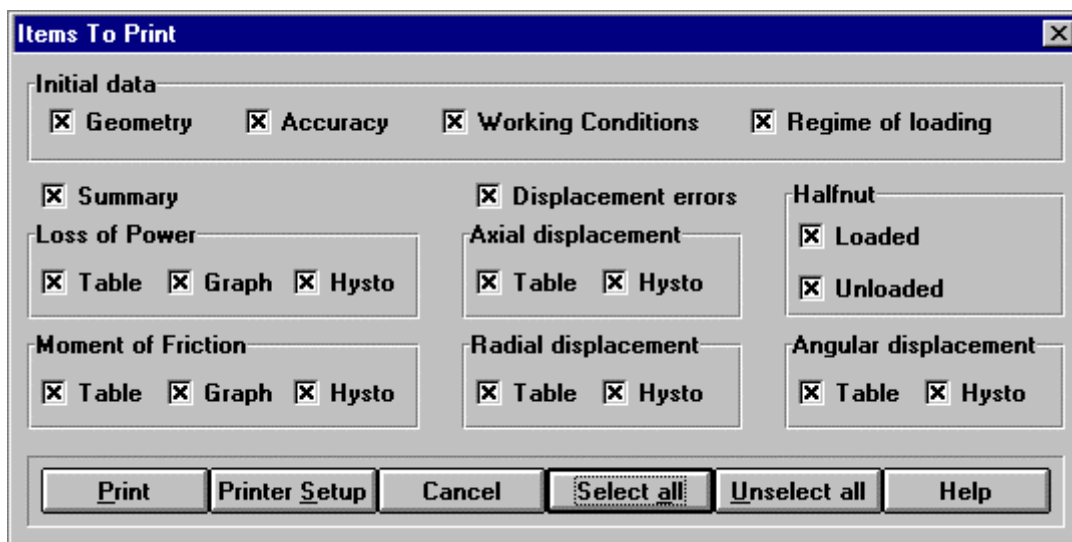 Items To Print
Initial data
Geometry Accuracy Working Conditions Regime of loading
Summary
Displacement errors
Halfnut
Loaded
Unloaded
Loss of Power
Table Graph Hysto
Axial displacement
Table Hysto
Moment of Friction
Table Graph Hysto
Radial displacement
Table Hysto
Angular displacement
Table Hysto
Print Printer Setup Cancel Select all Unselect all Help